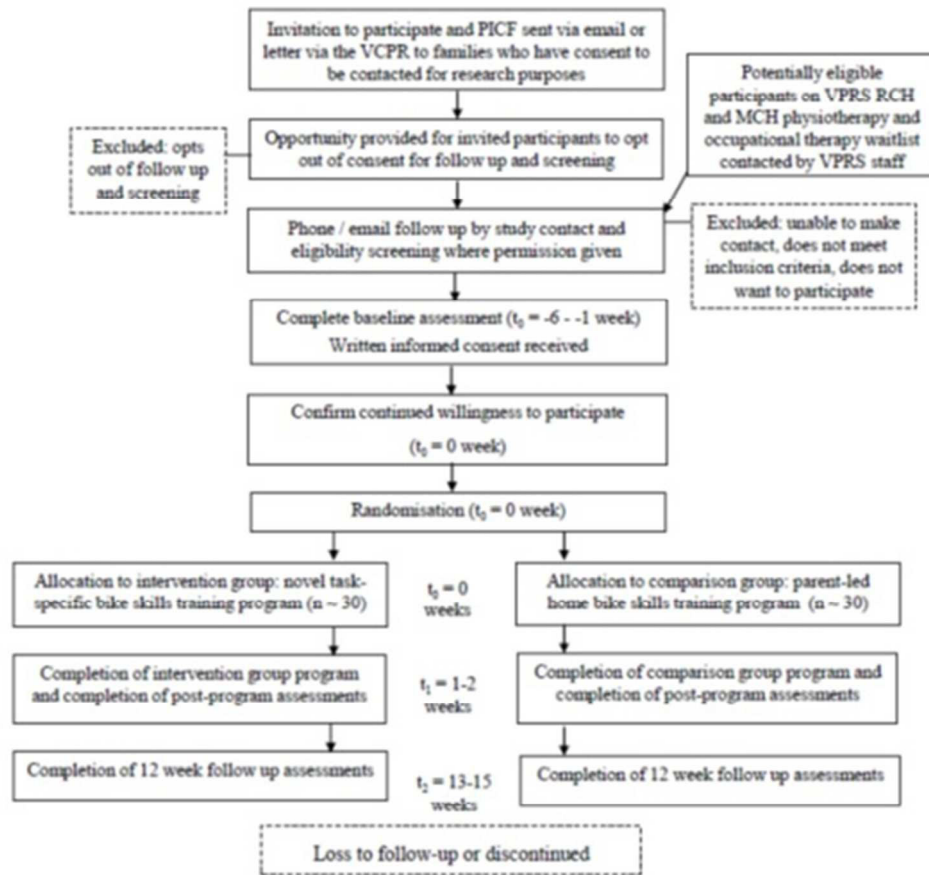 Invitation to participate and PICF sent via email or
letter via the VCPR to families who have consent to
be contacted for research purposes
Potentially eligible
participants on VPRS RCH
and MCH physiotherapy and
occupational therapy waitlist
contacted by VPRS staff
Excluded: opts
out of follow up
and screening
Opportunity provided for invited participants to opt
out of consent for follow up and screening
Phone / email follow up by study contact and
eligibility screening where permission given
Excluded: unable to make
contact, does not meet
inclusion criteria, does not
want to participate
Complete baseline assessment (t₀ = -6 - -1 week)
Written informed consent received
Confirm continued willingness to participate
(t₀ = 0 week)
Randomisation (t₀ = 0 week)
Allocation to intervention group: novel task-
specific bike skills training program (n ~ 30)
t₀ = 0
weeks
Allocation to comparison group: parent-led
home bike skills training program (n ~ 30)
Completion of intervention group program
and completion of post-program assessments
t₁ = 1-2
weeks
Completion of comparison group program and
completion of post-program assessments
Completion of 12 week follow up assessments
t₂ = 13-15
weeks
Completion of 12 week follow up assessments
Loss to follow-up or discontinued